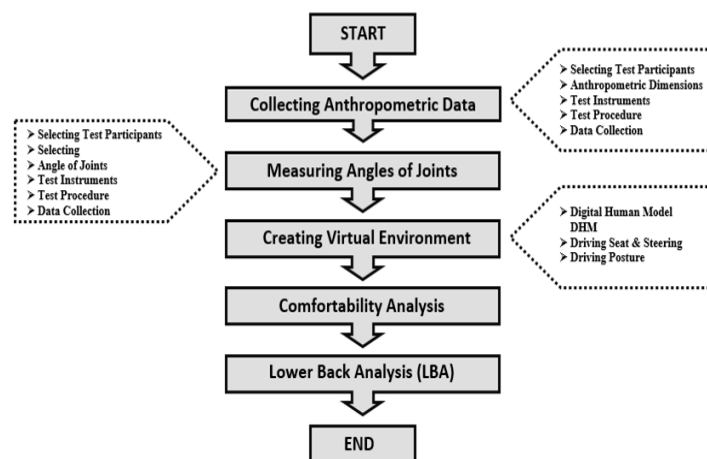 START
Collecting Anthropometric Data
➤ Selecting Test Participants
➤ Anthropometric Dimensions
➤ Test Instruments
➤ Test Procedure
➤ Data Collection
➤ Selecting Test Participants
➤ Selecting
➤ Angle of Joints
➤ Test Instruments
➤ Test Procedure
➤ Data Collection
Measuring Angles of Joints
Creating Virtual Environment
➤ Digital Human Model
DHM
➤ Driving Seat & Steering
➤ Driving Posture
Comfortability Analysis
Lower Back Analysis (LBA)
END